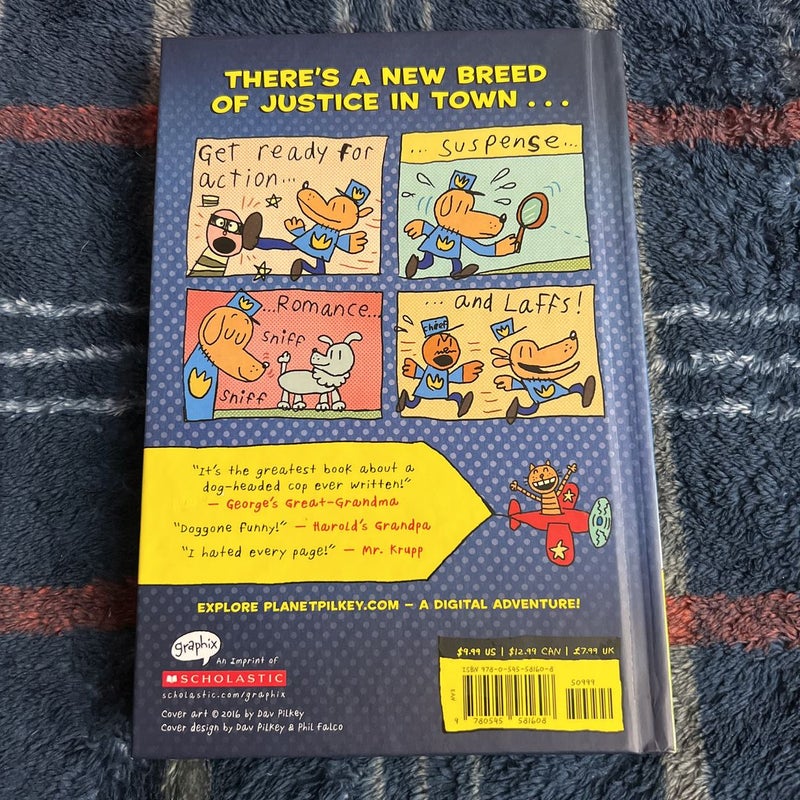 THERE'S A NEW BREED
OF JUSTICE IN TOWN . . .
Get ready for
action...
... suspense...
...Romance...
Sniff
Sniff
... and Laffs!
chief
"It's the greatest book about a
dog-headed cop ever written!"
— George's Great-Grandma
"Doggone funny!" — Harold's Grandpa
"I hated every page!" — Mr. Krupp
EXPLORE PLANETPILKEY.COM — A DIGITAL ADVENTURE!
graphix
An Imprint of
SCHOLASTIC
scholastic.com/graphix
Cover art © 2016 by Dav Pilkey
Cover design by Dav Pilkey & Phil Falco
$9.99 US | $12.99 CAN | £7.99 UK
ISBN 978-0-545-58160-8
50999
EAN
9 780545 581608